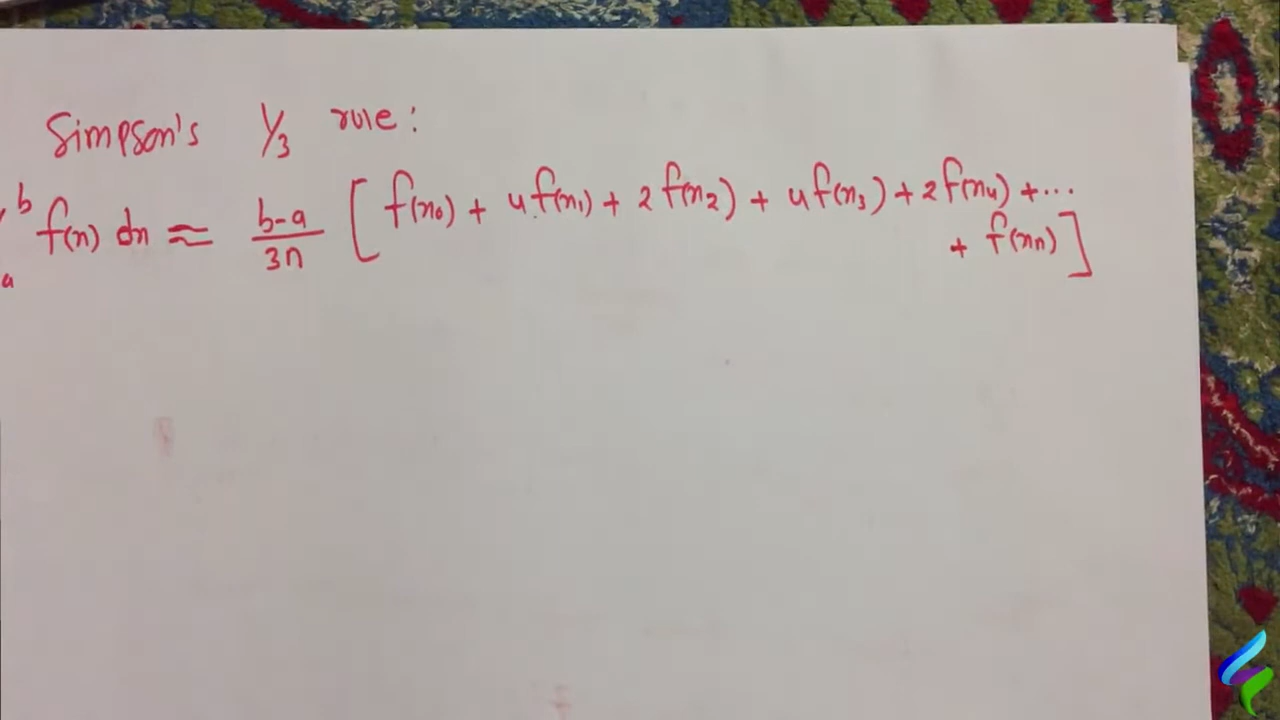 Simpson's 1/3 rule:
∫ₐᵇ f(x) dx ≈ (b-a)/3n [ f(x₀) + 4f(x₁) + 2f(x₂) + 4f(x₃) + 2f(x₄) + ...
+ f(xn) ]